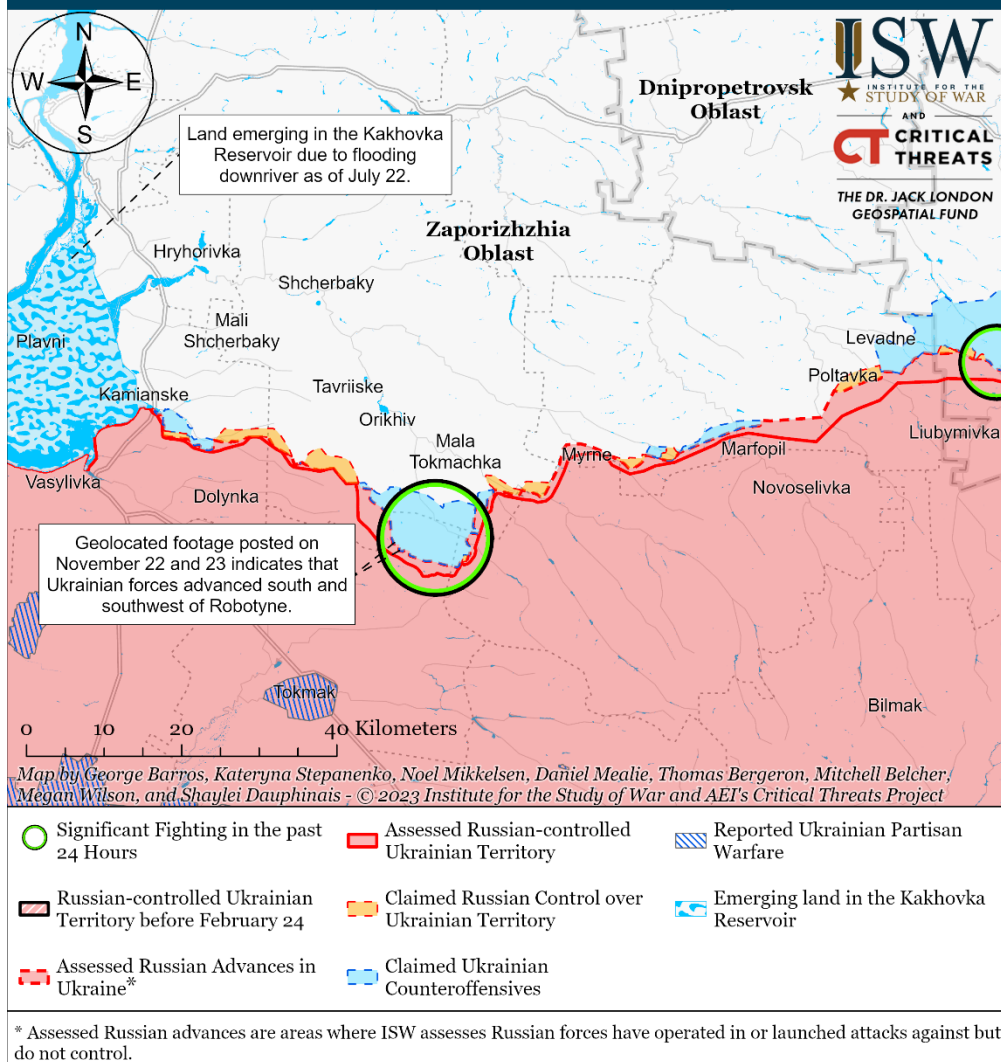 N
W E
S
ISW
INSTITUTE FOR THE
STUDY OF WAR
AND
CT CRITICAL
THREATS
THE DR. JACK LONDON
GEOSPATIAL FUND
Dnipropetrovsk
Oblast
Land emerging in the Kakhovka
Reservoir due to flooding
downriver as of July 22.
Zaporizhzhia
Oblast
Hryhorivka
Shcherbaky
Mali
Shcherbaky
Plavni
Levadne
Poltavka
Kamianske
Tavriiske
Orikhiv
Mala
Tokmachka
Myrne
Marfopil
Liubymivka
Vasylivka
Dolynka
Novoselivka
Geolocated footage posted on
November 22 and 23 indicates that
Ukrainian forces advanced south and
southwest of Robotyne.
Tokmak
Bilmak
0 10 20 40 Kilometers
Map by George Barros, Kateryna Stepanenko, Noel Mikkelsen, Daniel Mealie, Thomas Bergeron, Mitchell Belcher,
Megan Wilson, and Shaylei Dauphinais - © 2023 Institute for the Study of War and AEI's Critical Threats Project
Significant Fighting in the past
24 Hours
Assessed Russian-controlled
Ukrainian Territory
Reported Ukrainian Partisan
Warfare
Russian-controlled Ukrainian
Territory before February 24
Claimed Russian Control over
Ukrainian Territory
Emerging land in the Kakhovka
Reservoir
Assessed Russian Advances in
Ukraine*
Claimed Ukrainian
Counteroffensives
* Assessed Russian advances are areas where ISW assesses Russian forces have operated in or launched attacks against but
do not control.